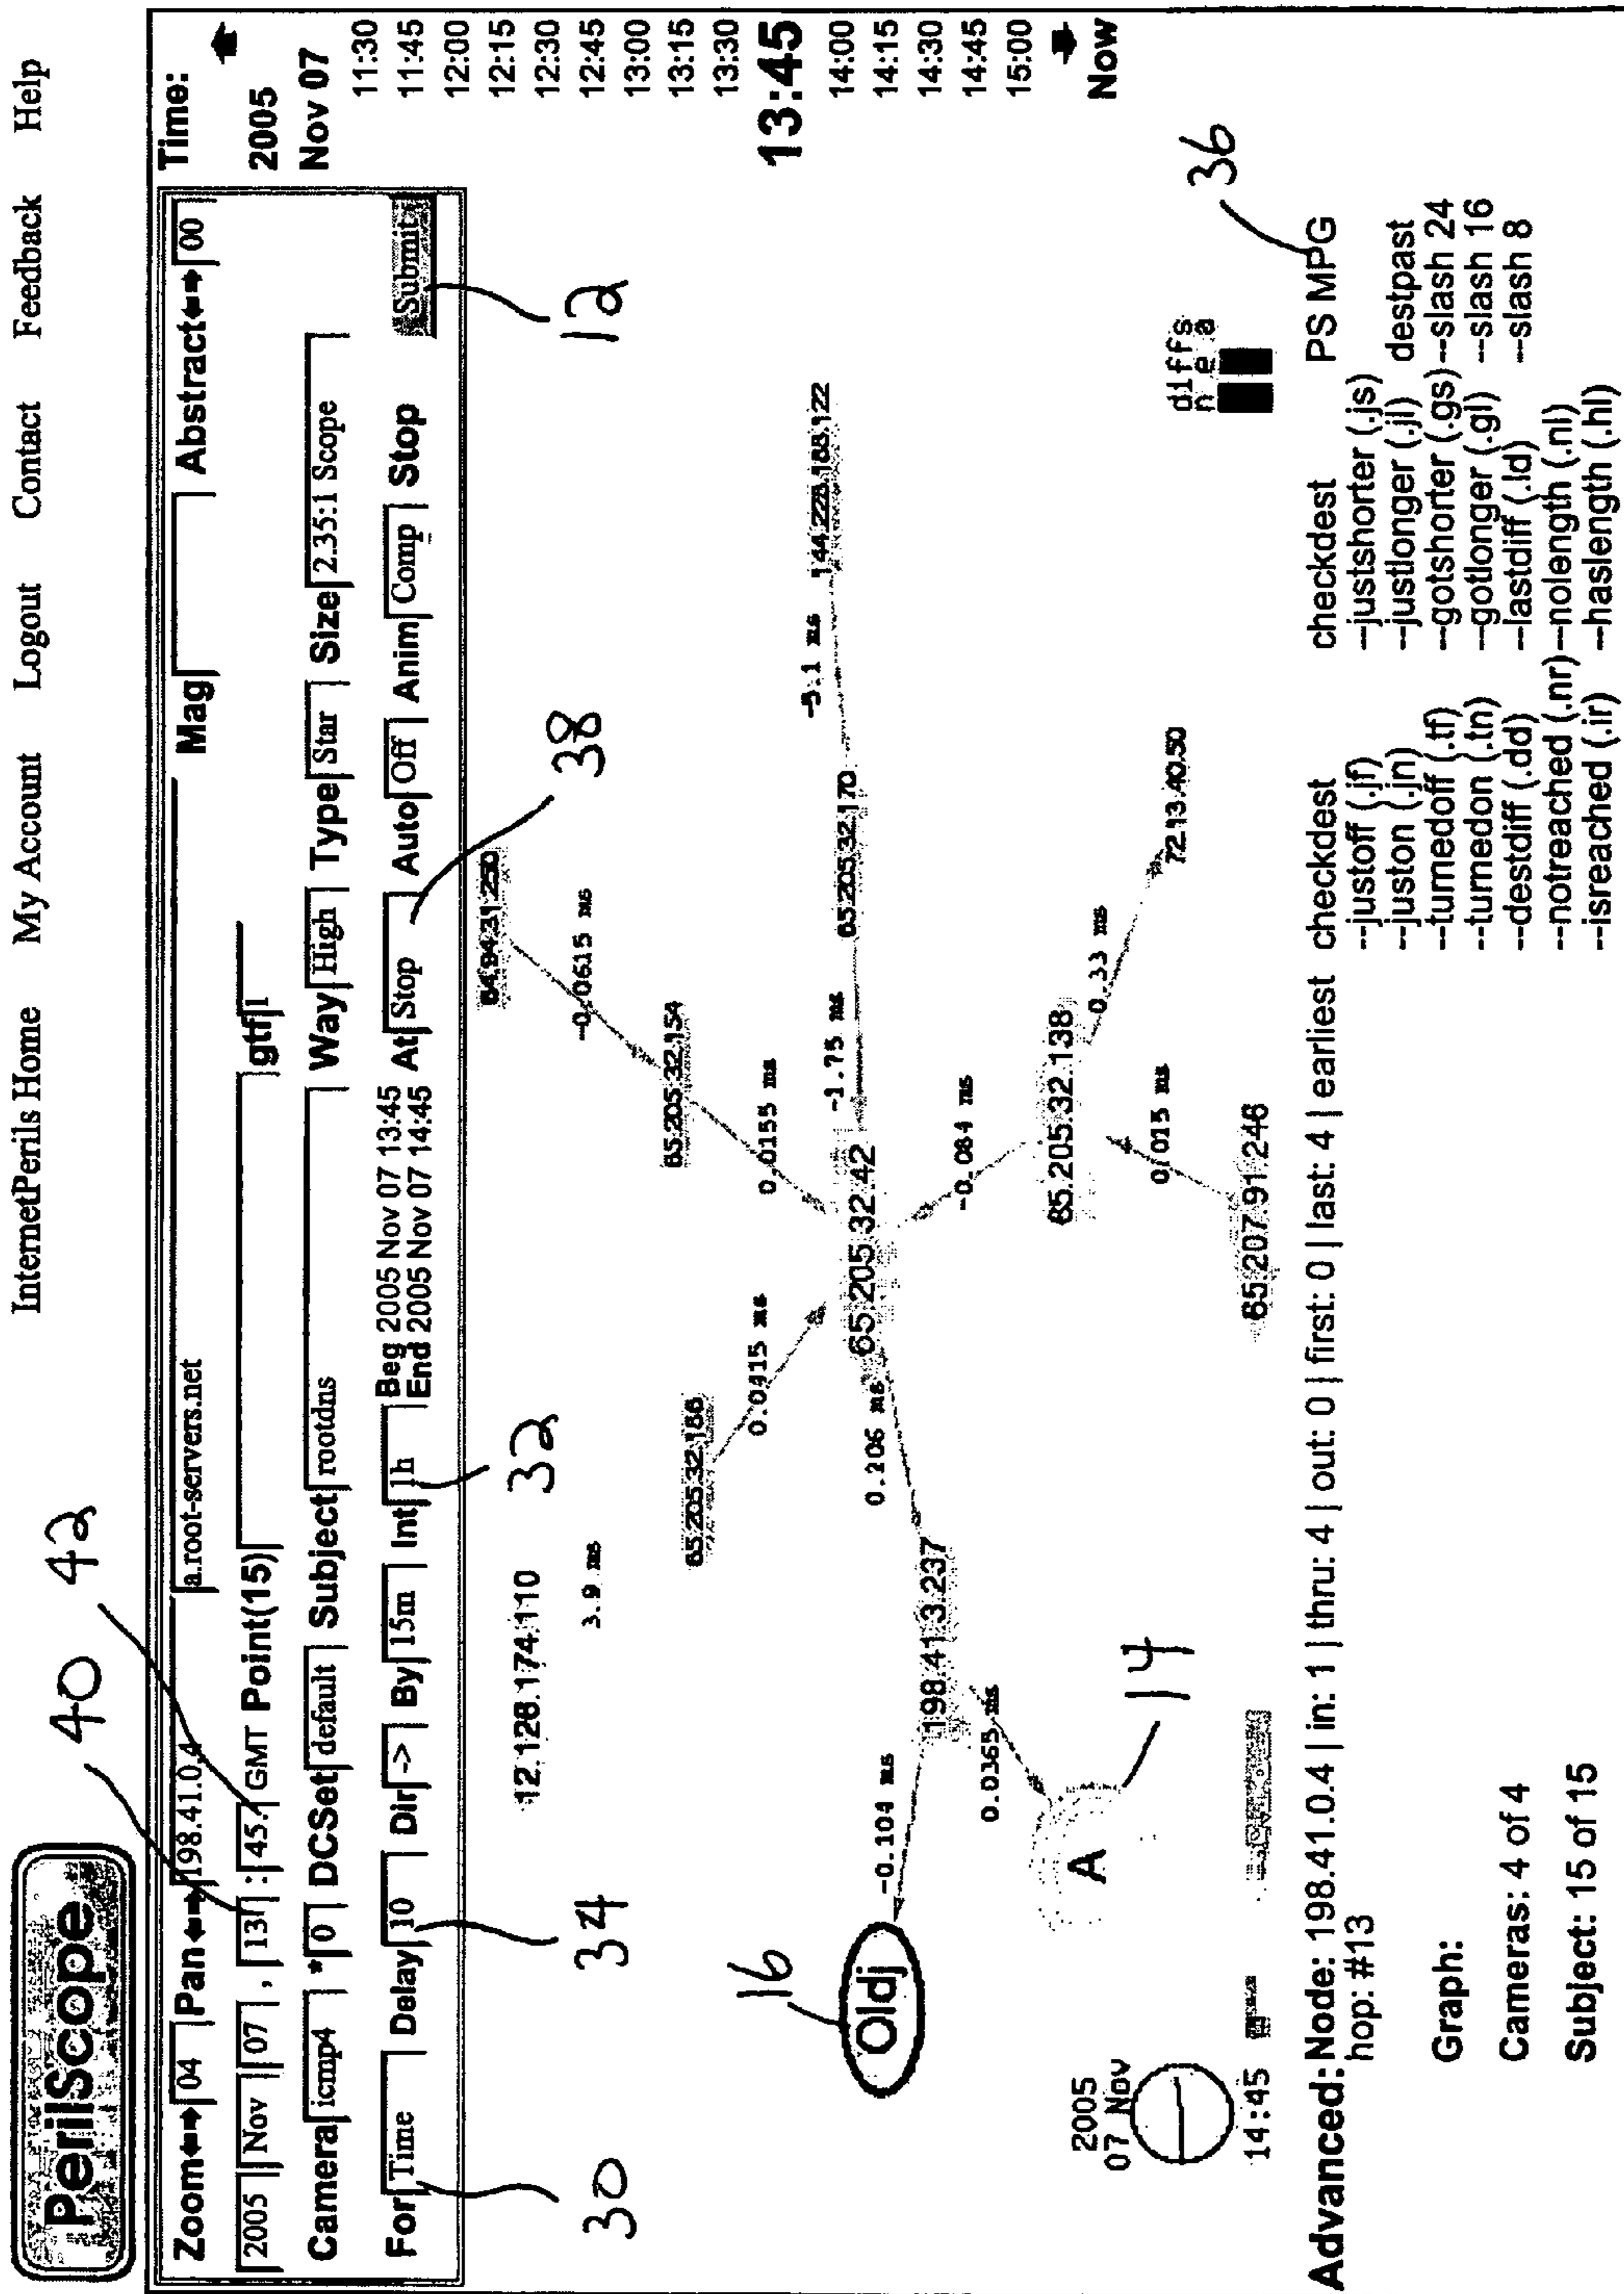 PerilScope
InternetPerils Home My Account Logout Contact Feedback Help
40 42
Zoom⬅➡ 04 Pan⬅➡ 198.41.0.4 a.root-servers.net Mag Abstract⬅➡ 00
2005 Nov 07 , 13 : 45 GMT Point(15) gtf 1
Camera icmp4 * 0 DCSet default Subject rootdns Way High Type Star Size 2.35:1 Scope
For Time Delay 10 Dir -> By 15m Int 1h Beg 2005 Nov 07 13:45
End 2005 Nov 07 14:45 At Stop Auto Off Anim Comp Stop Submit
30 34 32 38 12
Time:
2005
Nov 07
11:30
11:45
12:00
12:15
12:30
12:45
13:00
13:15
13:30
13:45
14:00
14:15
14:30
14:45
15:00
Now
12.128.174.110
3.9 ms
64.94.31.250
-0.0615 ms
65.205.32.186
65.205.32.154
0.0415 ms
0.0155 ms
16
Oldj
-0.104 ms
198.41.3.237
0.206 ms
65.205.32.42
-1.75 ms
65.205.32.170
-5.1 ms
144.228.108.122
0.0365 ms
A
14
-0.084 ms
65.205.32.138
0.33 ms
72.13.40.50
0.015 ms
65.207.91.246
2005
07 Nov
14:45
diffs
n e a
36
Advanced: Node: 198.41.0.4 | in: 1 | thru: 4 | out: 0 | first: 0 | last: 4 | earliest
hop: #13
checkdest checkdest PS MPG
--justoff (.jf) --justshorter (.js)
--juston (.jn) --justlonger (.jl) destpast
--turnedoff (.tf) --gotshorter (.gs) --slash 24
--turnedon (.tn) --gotlonger (.gl) --slash 16
--destdiff (.dd) --lastdiff (.ld) --slash 8
--notreached (.nr) --nolength (.nl)
--isreached (.ir) --haslength (.hl)
Graph:
Cameras: 4 of 4
Subject: 15 of 15